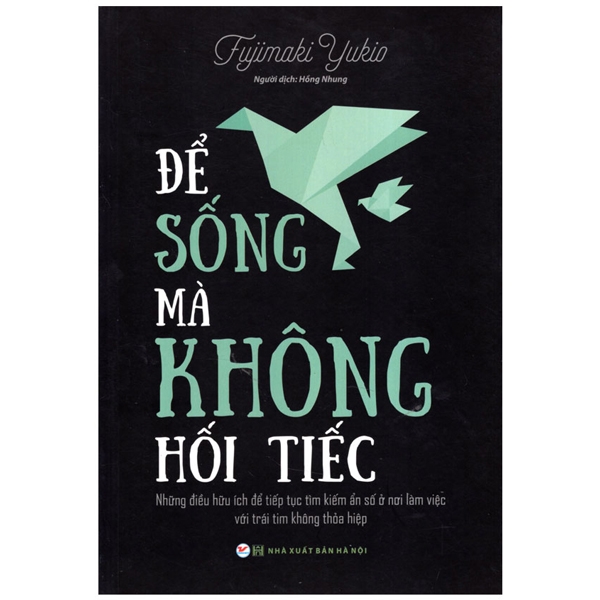 Fujimaki Yukio
Người dịch: Hồng Nhung
ĐỂ
SỐNG
MÀ
KHÔNG
HỐI TIẾC
Những điều hữu ích để tiếp tục tìm kiếm ẩn số ở nơi làm việc
với trái tim không thỏa hiệp
NHÀ XUẤT BẢN HÀ NỘI